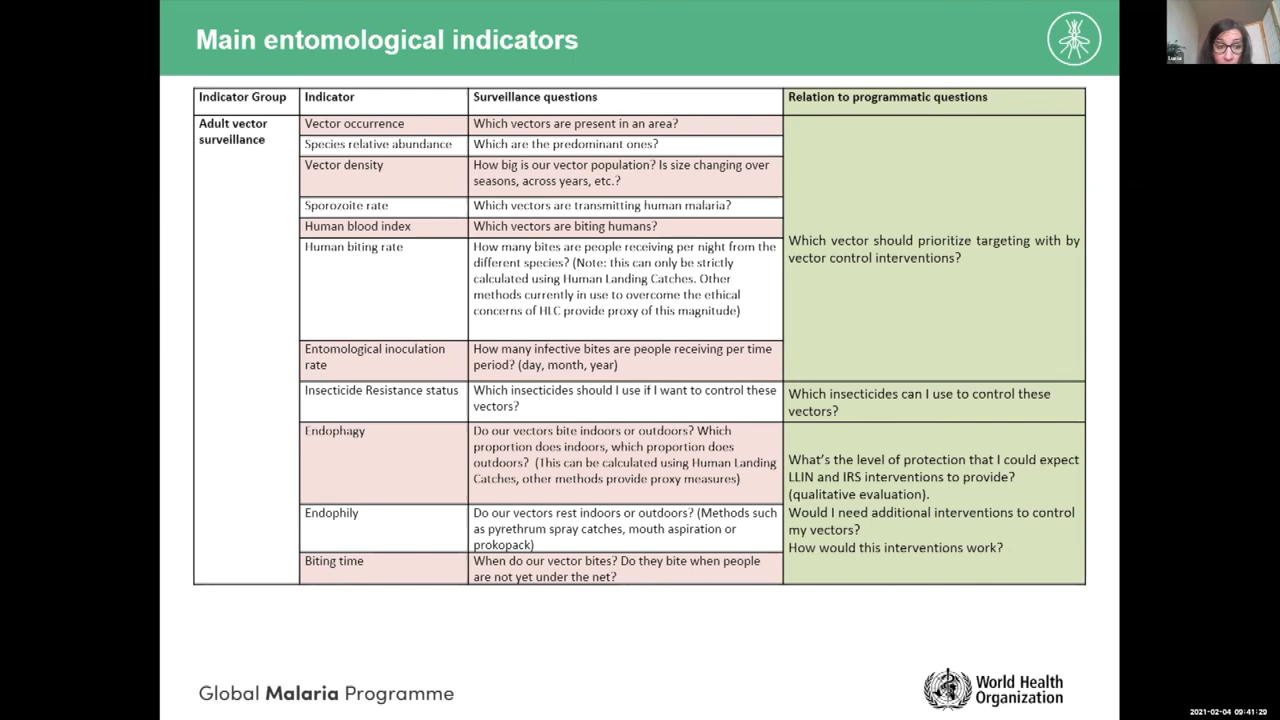 Main entomological indicators
Lucia
Indicator Group
Indicator
Surveillance questions
Relation to programmatic questions
Adult vector
surveillance
Vector occurrence
Which vectors are present in an area?
Species relative abundance
Which are the predominant ones?
Vector density
How big is our vector population? Is size changing over
seasons, across years, etc.?
Sporozoite rate
Which vectors are transmitting human malaria?
Human blood index
Which vectors are biting humans?
Human biting rate
How many bites are people receiving per night from the
different species? (Note: this can only be strictly
calculated using Human Landing Catches. Other
methods currently in use to overcome the ethical
concerns of HLC provide proxy of this magnitude)
Entomological inoculation
rate
How many infective bites are people receiving per time
period? (day, month, year)
Which vector should prioritize targeting with by
vector control interventions?
Insecticide Resistance status
Which insecticides should I use if I want to control these
vectors?
Which insecticides can I use to control these
vectors?
Endophagy
Do our vectors bite indoors or outdoors? Which
proportion does indoors, which proportion does
outdoors? (This can be calculated using Human Landing
Catches, other methods provide proxy measures)
Endophily
Do our vectors rest indoors or outdoors? (Methods such
as pyrethrum spray catches, mouth aspiration or
prokopack)
Biting time
When do our vector bites? Do they bite when people
are not yet under the net?
What's the level of protection that I could expect
LLIN and IRS interventions to provide?
(qualitative evaluation).
Would I need additional interventions to control
my vectors?
How would this interventions work?
Global Malaria Programme
World Health
Organization
2021-02-04 09:41:29